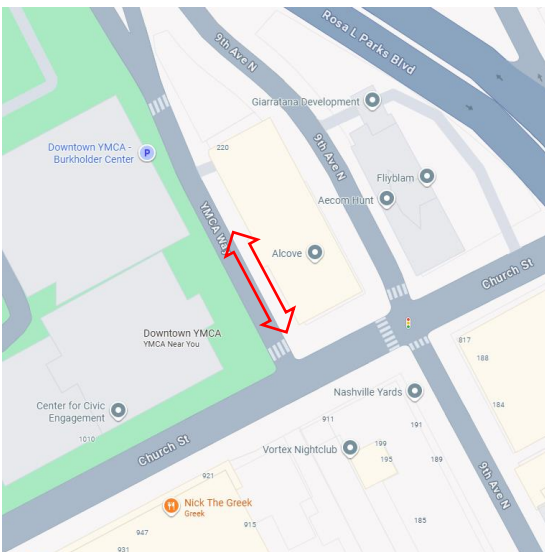 Rosa L Parks Blvd
9th Ave N
Giarratana Development
Downtown YMCA -
Burkholder Center
P
220
9th Ave N
Fliyblam
Aecom Hunt
YMCA Way
Alcove
Church St
Downtown YMCA
YMCA Near You
817
188
Nashville Yards
184
Center for Civic
Engagement
1010
911
191
Church St
Vortex Nightclub
199
195
189
921
9th Ave N
Nick The Greek
Greek
915
185
947
931